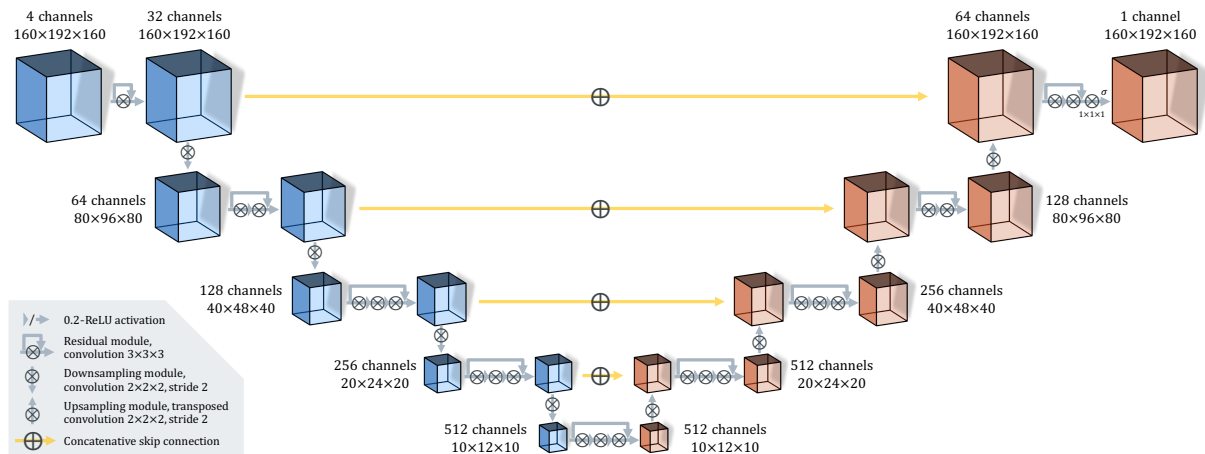 4 channels
160×192×160
32 channels
160×192×160
64 channels
160×192×160
1 channel
160×192×160
σ
1×1×1
64 channels
80×96×80
128 channels
80×96×80
128 channels
40×48×40
256 channels
40×48×40
256 channels
20×24×20
512 channels
20×24×20
512 channels
10×12×10
512 channels
10×12×10
/
0.2-ReLU activation
Residual module,
convolution 3×3×3
Downsampling module,
convolution 2×2×2, stride 2
Upsampling module, transposed
convolution 2×2×2, stride 2
Concatenative skip connection